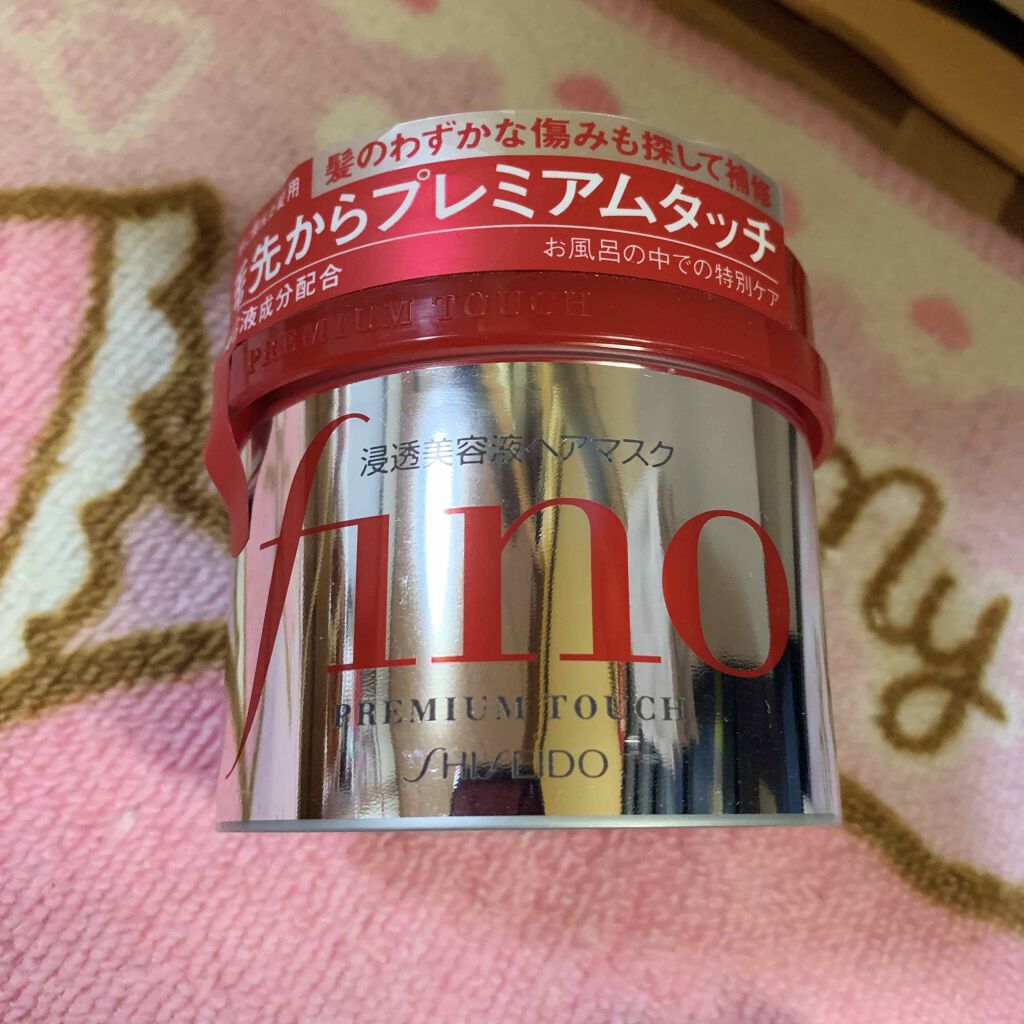 髪のわずかな傷みも探して補修
先からプレミアムタッチ
液成分配合
お風呂の中での特別ケア
PREMIUM TOUCH
浸透美容液ヘアマスク
fino
PREMIUM TOUCH
SHISEIDO
ny